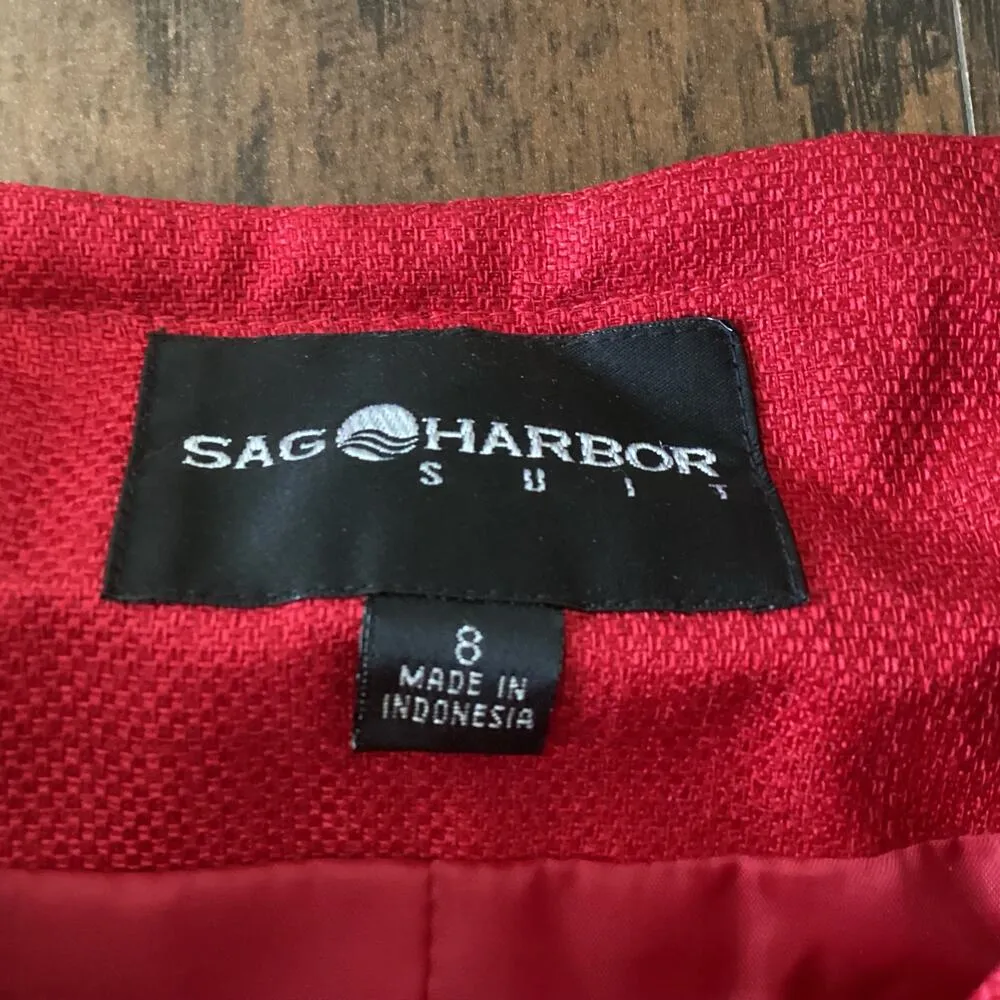 SAG HARBOR
SUIT
8
MADE IN
INDONESIA